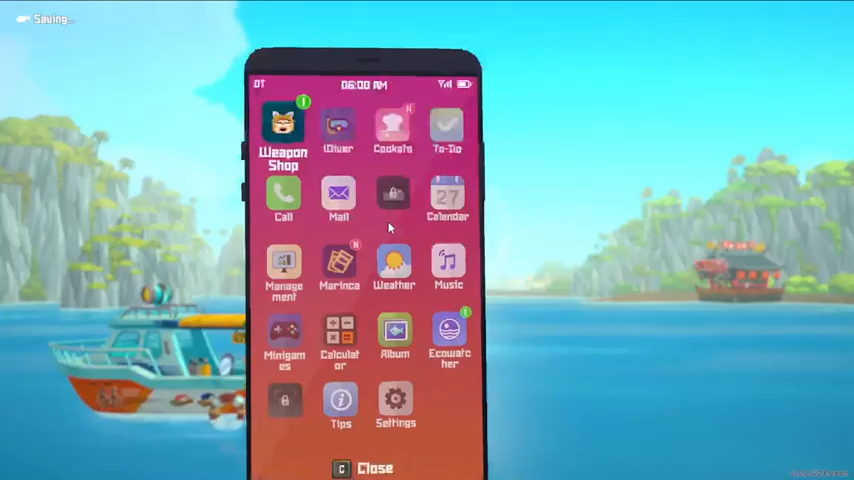 Saving...
DT 06:00 AM
!
Weapon
Shop
iDiver
N
Cooksta
To-Do
Call
Mail
27
Calendar
Manage
ment
N
Marinca
Weather
Music
Minigam
es
Calculat
or
Album
!
Ecowatc
her
Tips
Settings
C Close